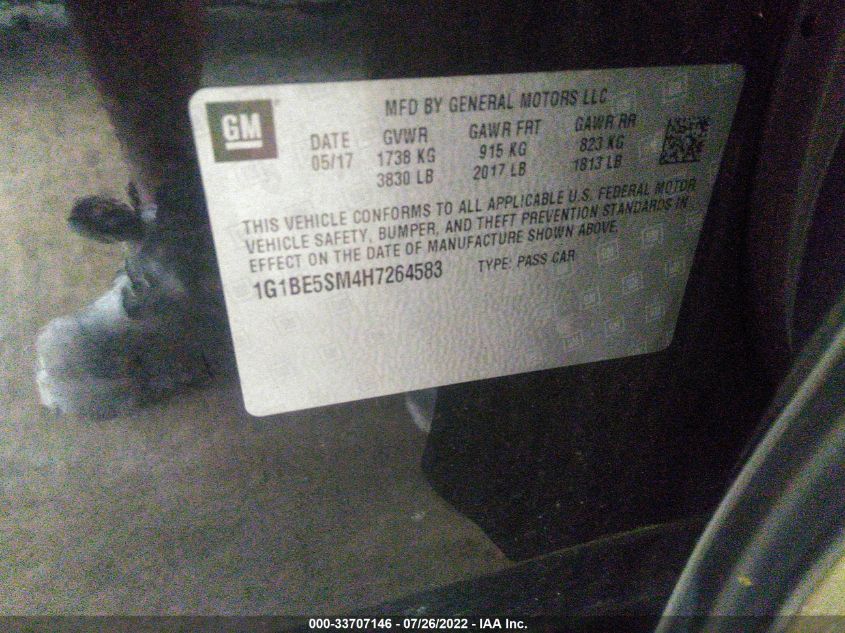 GM
MFD BY GENERAL MOTORS LLC
DATE GVWR GAWR FRT GAWR RR
05/17 1738 KG 915 KG 823 KG
3830 LB 2017 LB 1813 LB
THIS VEHICLE CONFORMS TO ALL APPLICABLE U.S. FEDERAL MOTOR
VEHICLE SAFETY, BUMPER, AND THEFT PREVENTION STANDARDS IN
EFFECT ON THE DATE OF MANUFACTURE SHOWN ABOVE.
1G1BE5SM4H7264583 TYPE: PASS CAR
000-33707146 - 07/26/2022 - IAA Inc.